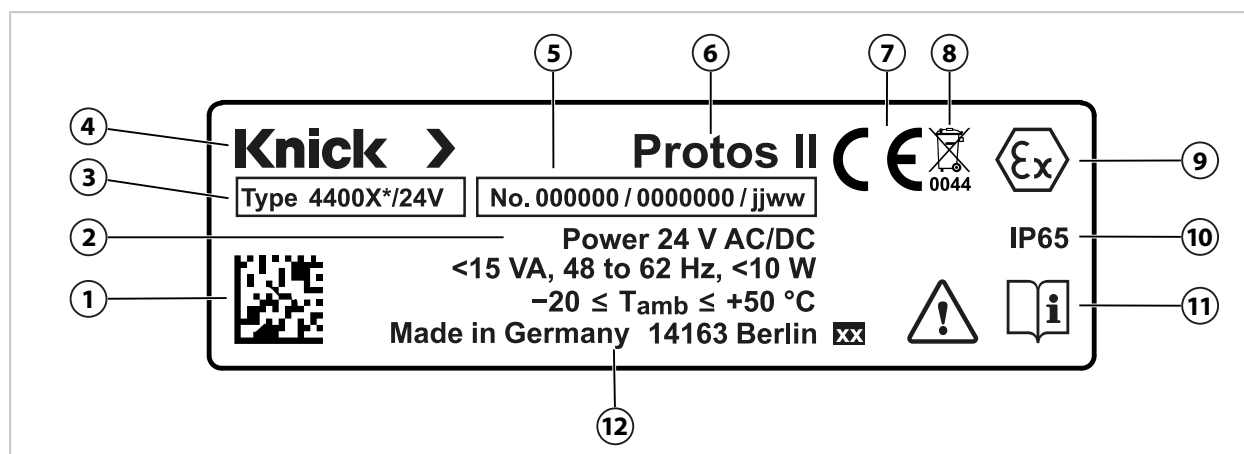 5 6 7 8
4 Knick Protos II CE 0044 Ex 9
3 Type 4400X*/24V No. 000000 / 0000000 / jjww
2 Power 24 V AC/DC IP65 10
<15 VA, 48 to 62 Hz, <10 W
1 −20 ≤ Tamb ≤ +50 °C 11
Made in Germany 14163 Berlin xx
12